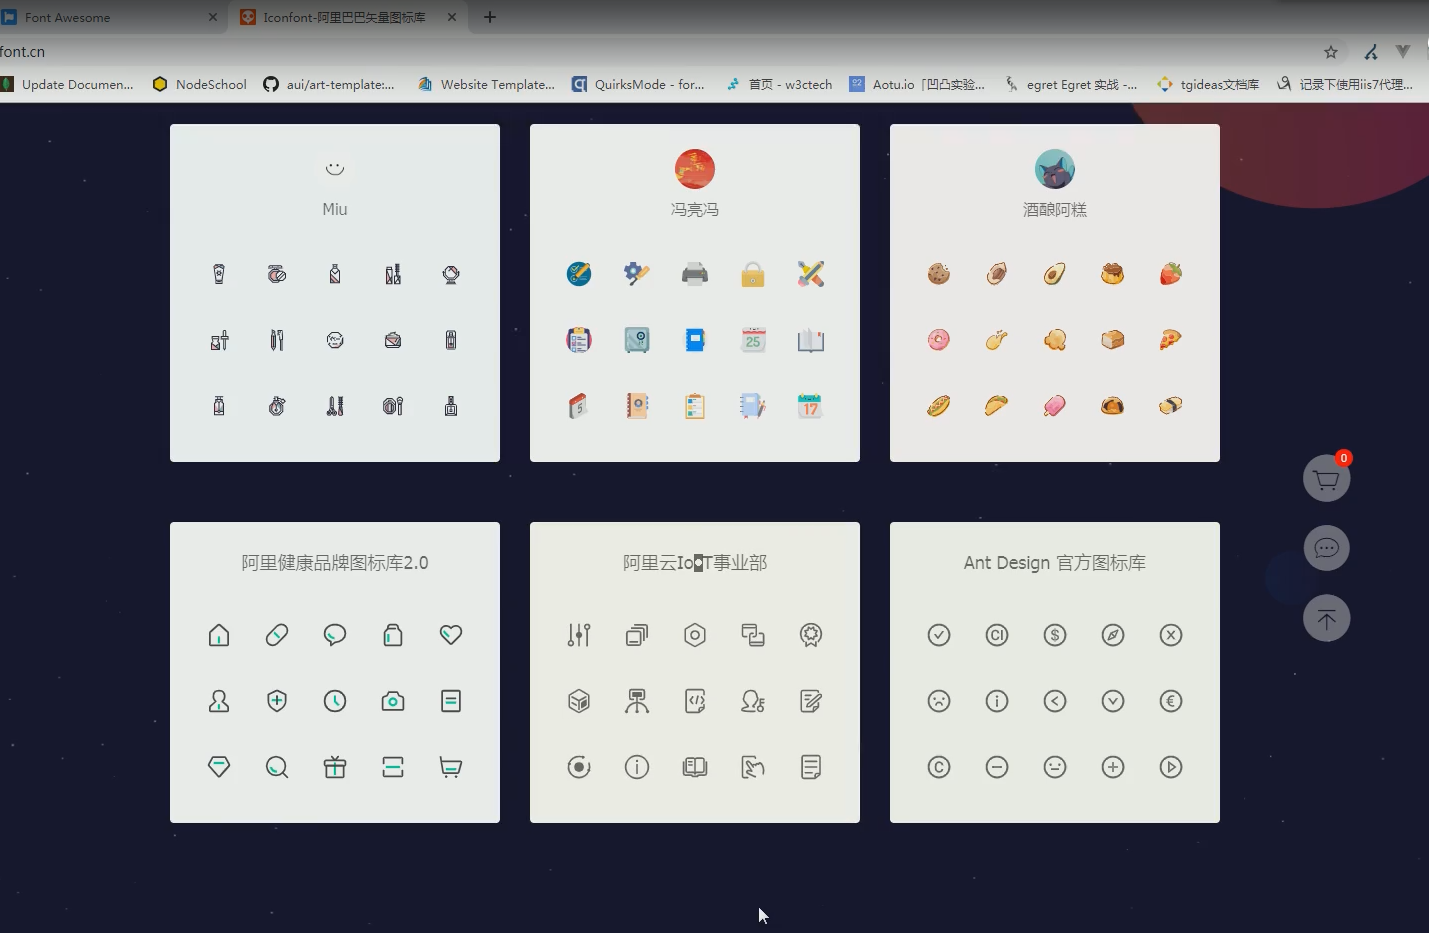 Font Awesome
Iconfont-阿里巴巴矢量图标库
font.cn
Update Documen...
NodeSchool
aui/art-template:...
Website Template...
QuirksMode - for...
首页 - w3ctech
Aotu.io「凹凸实验...
egret Egret 实战 -...
tgideas文档库
记录下使用iis7代理...
Miu
冯亮冯
酒酿阿糕
25
5
17
0
阿里健康品牌图标库2.0
阿里云IoT事业部
Ant Design 官方图标库
CI
$
€
C